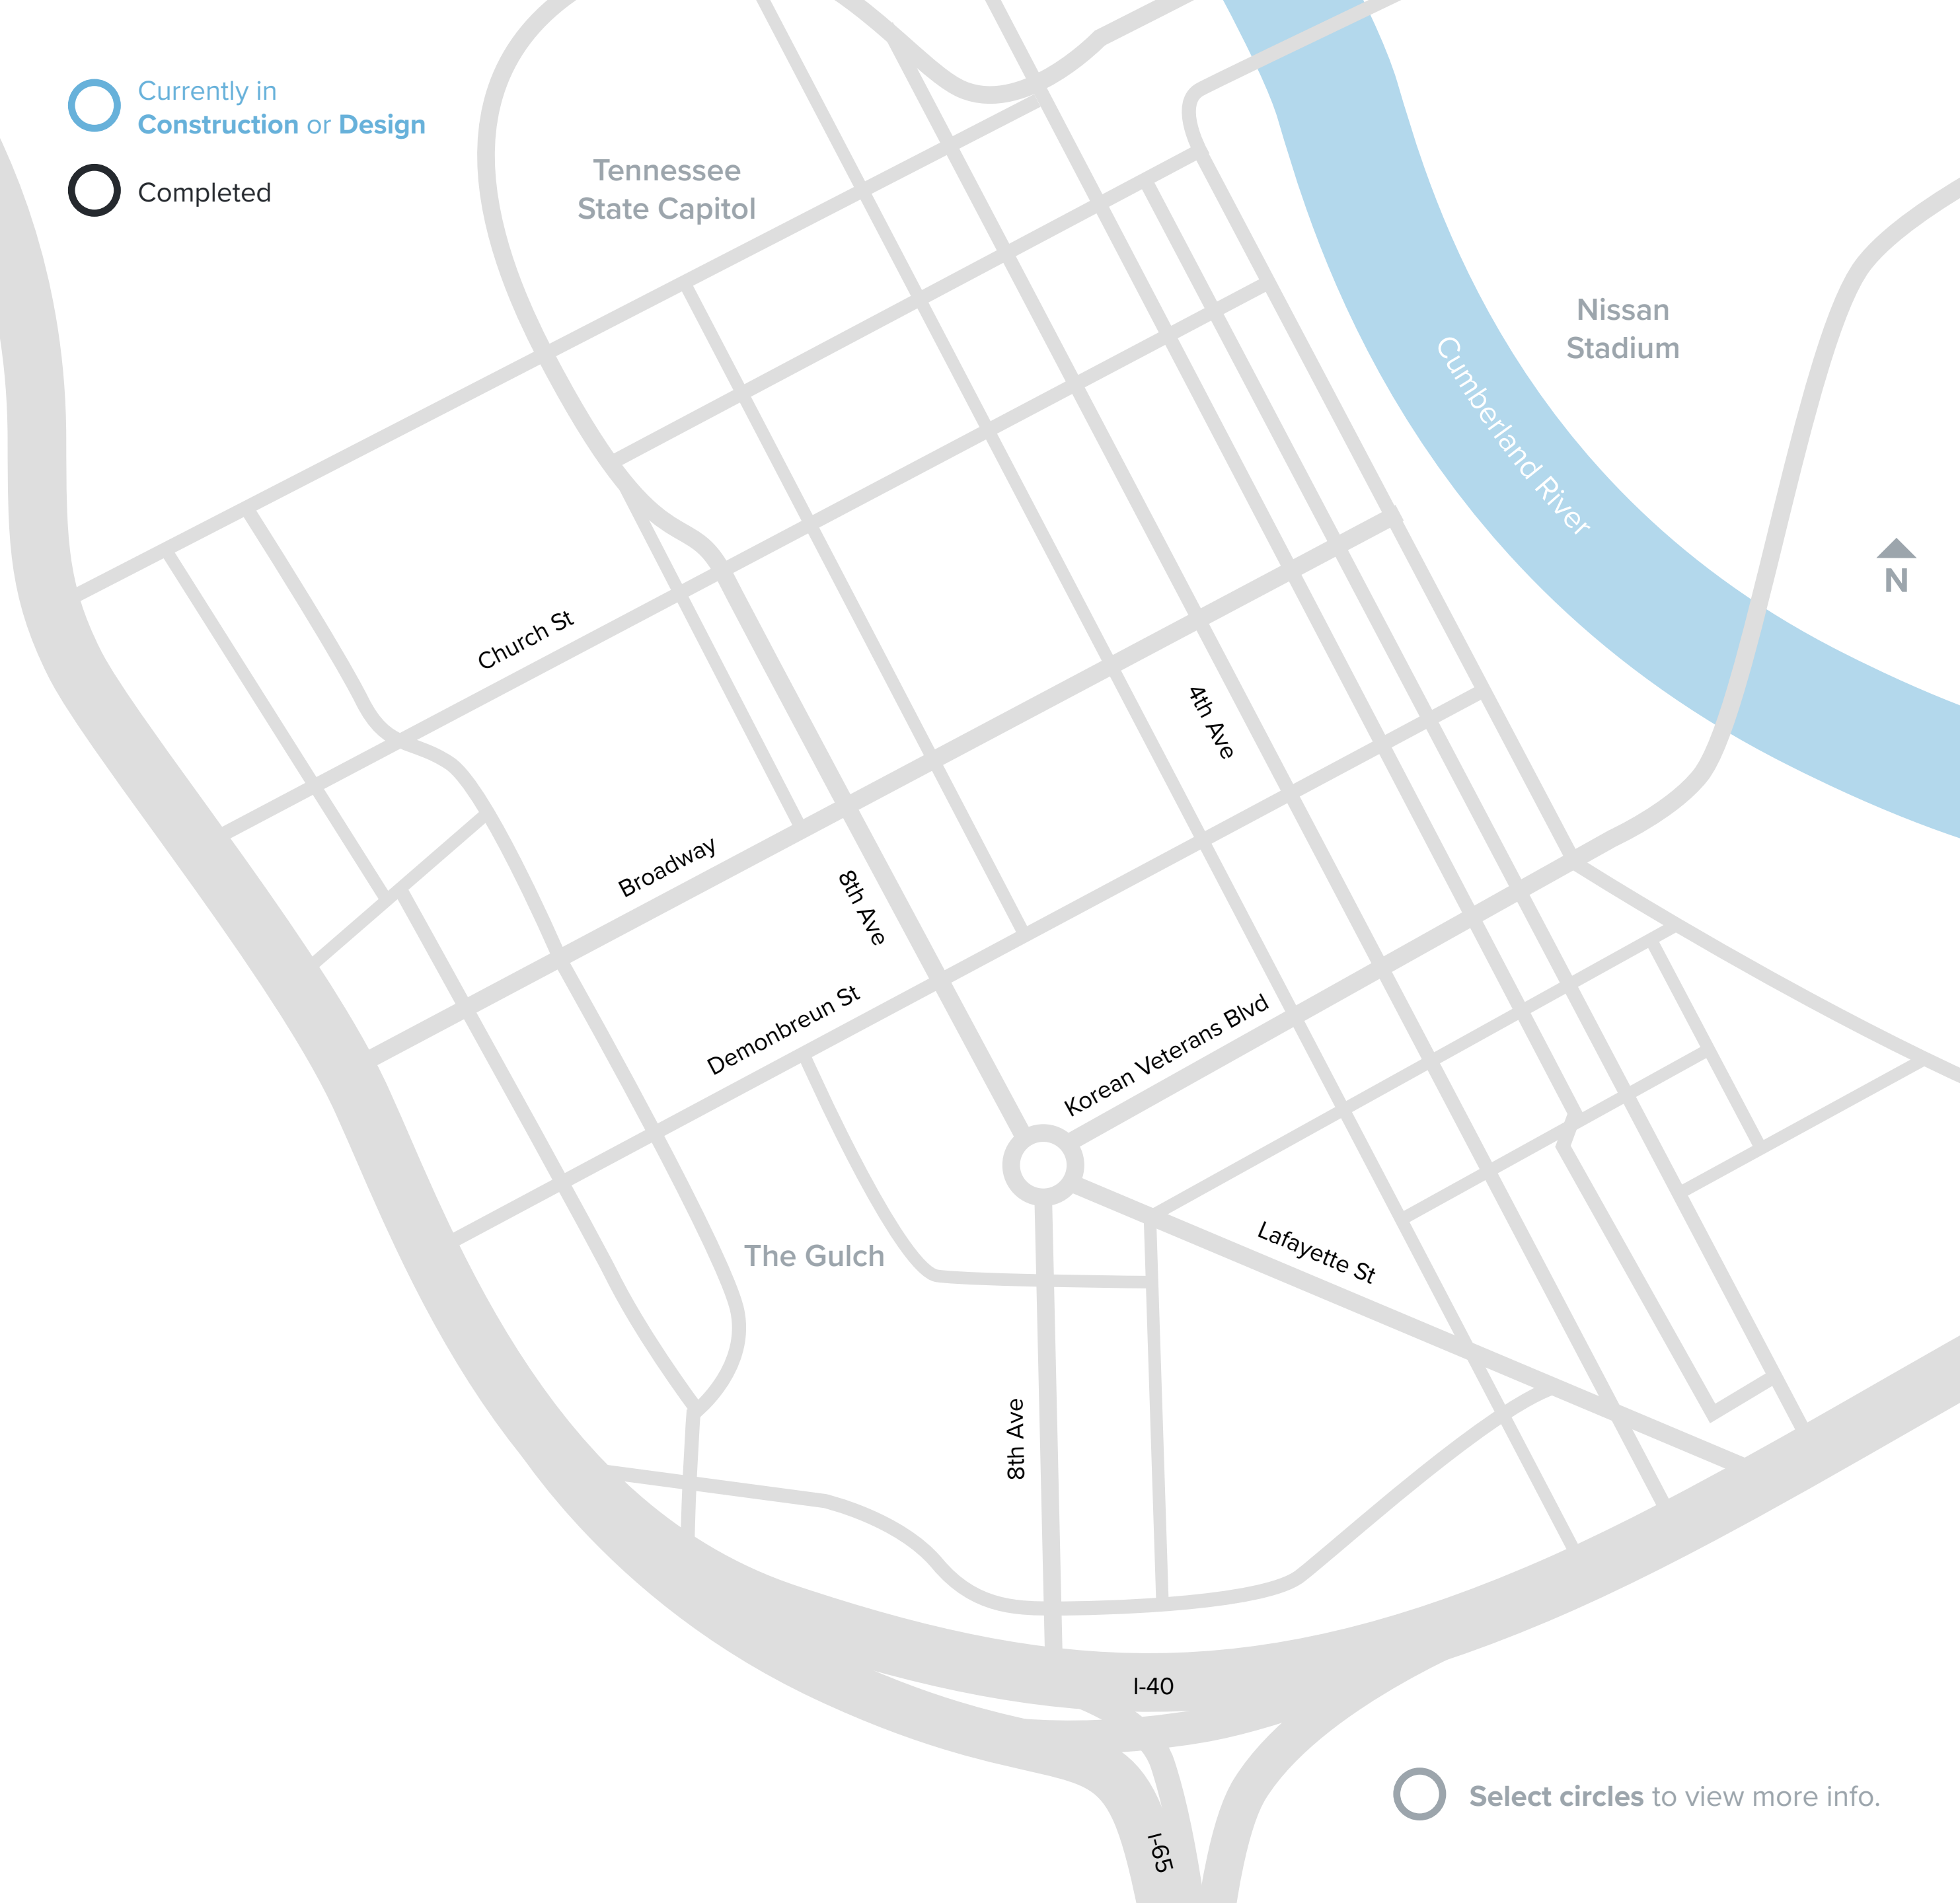 Currently in
Construction or Design
Completed
Tennessee
State Capitol
Nissan
Stadium
Cumberland River
N
Church St
4th Ave
Broadway
8th Ave
Demonbreun St
Korean Veterans Blvd
Lafayette St
The Gulch
8th Ave
I-40
Select circles to view more info.
I-65